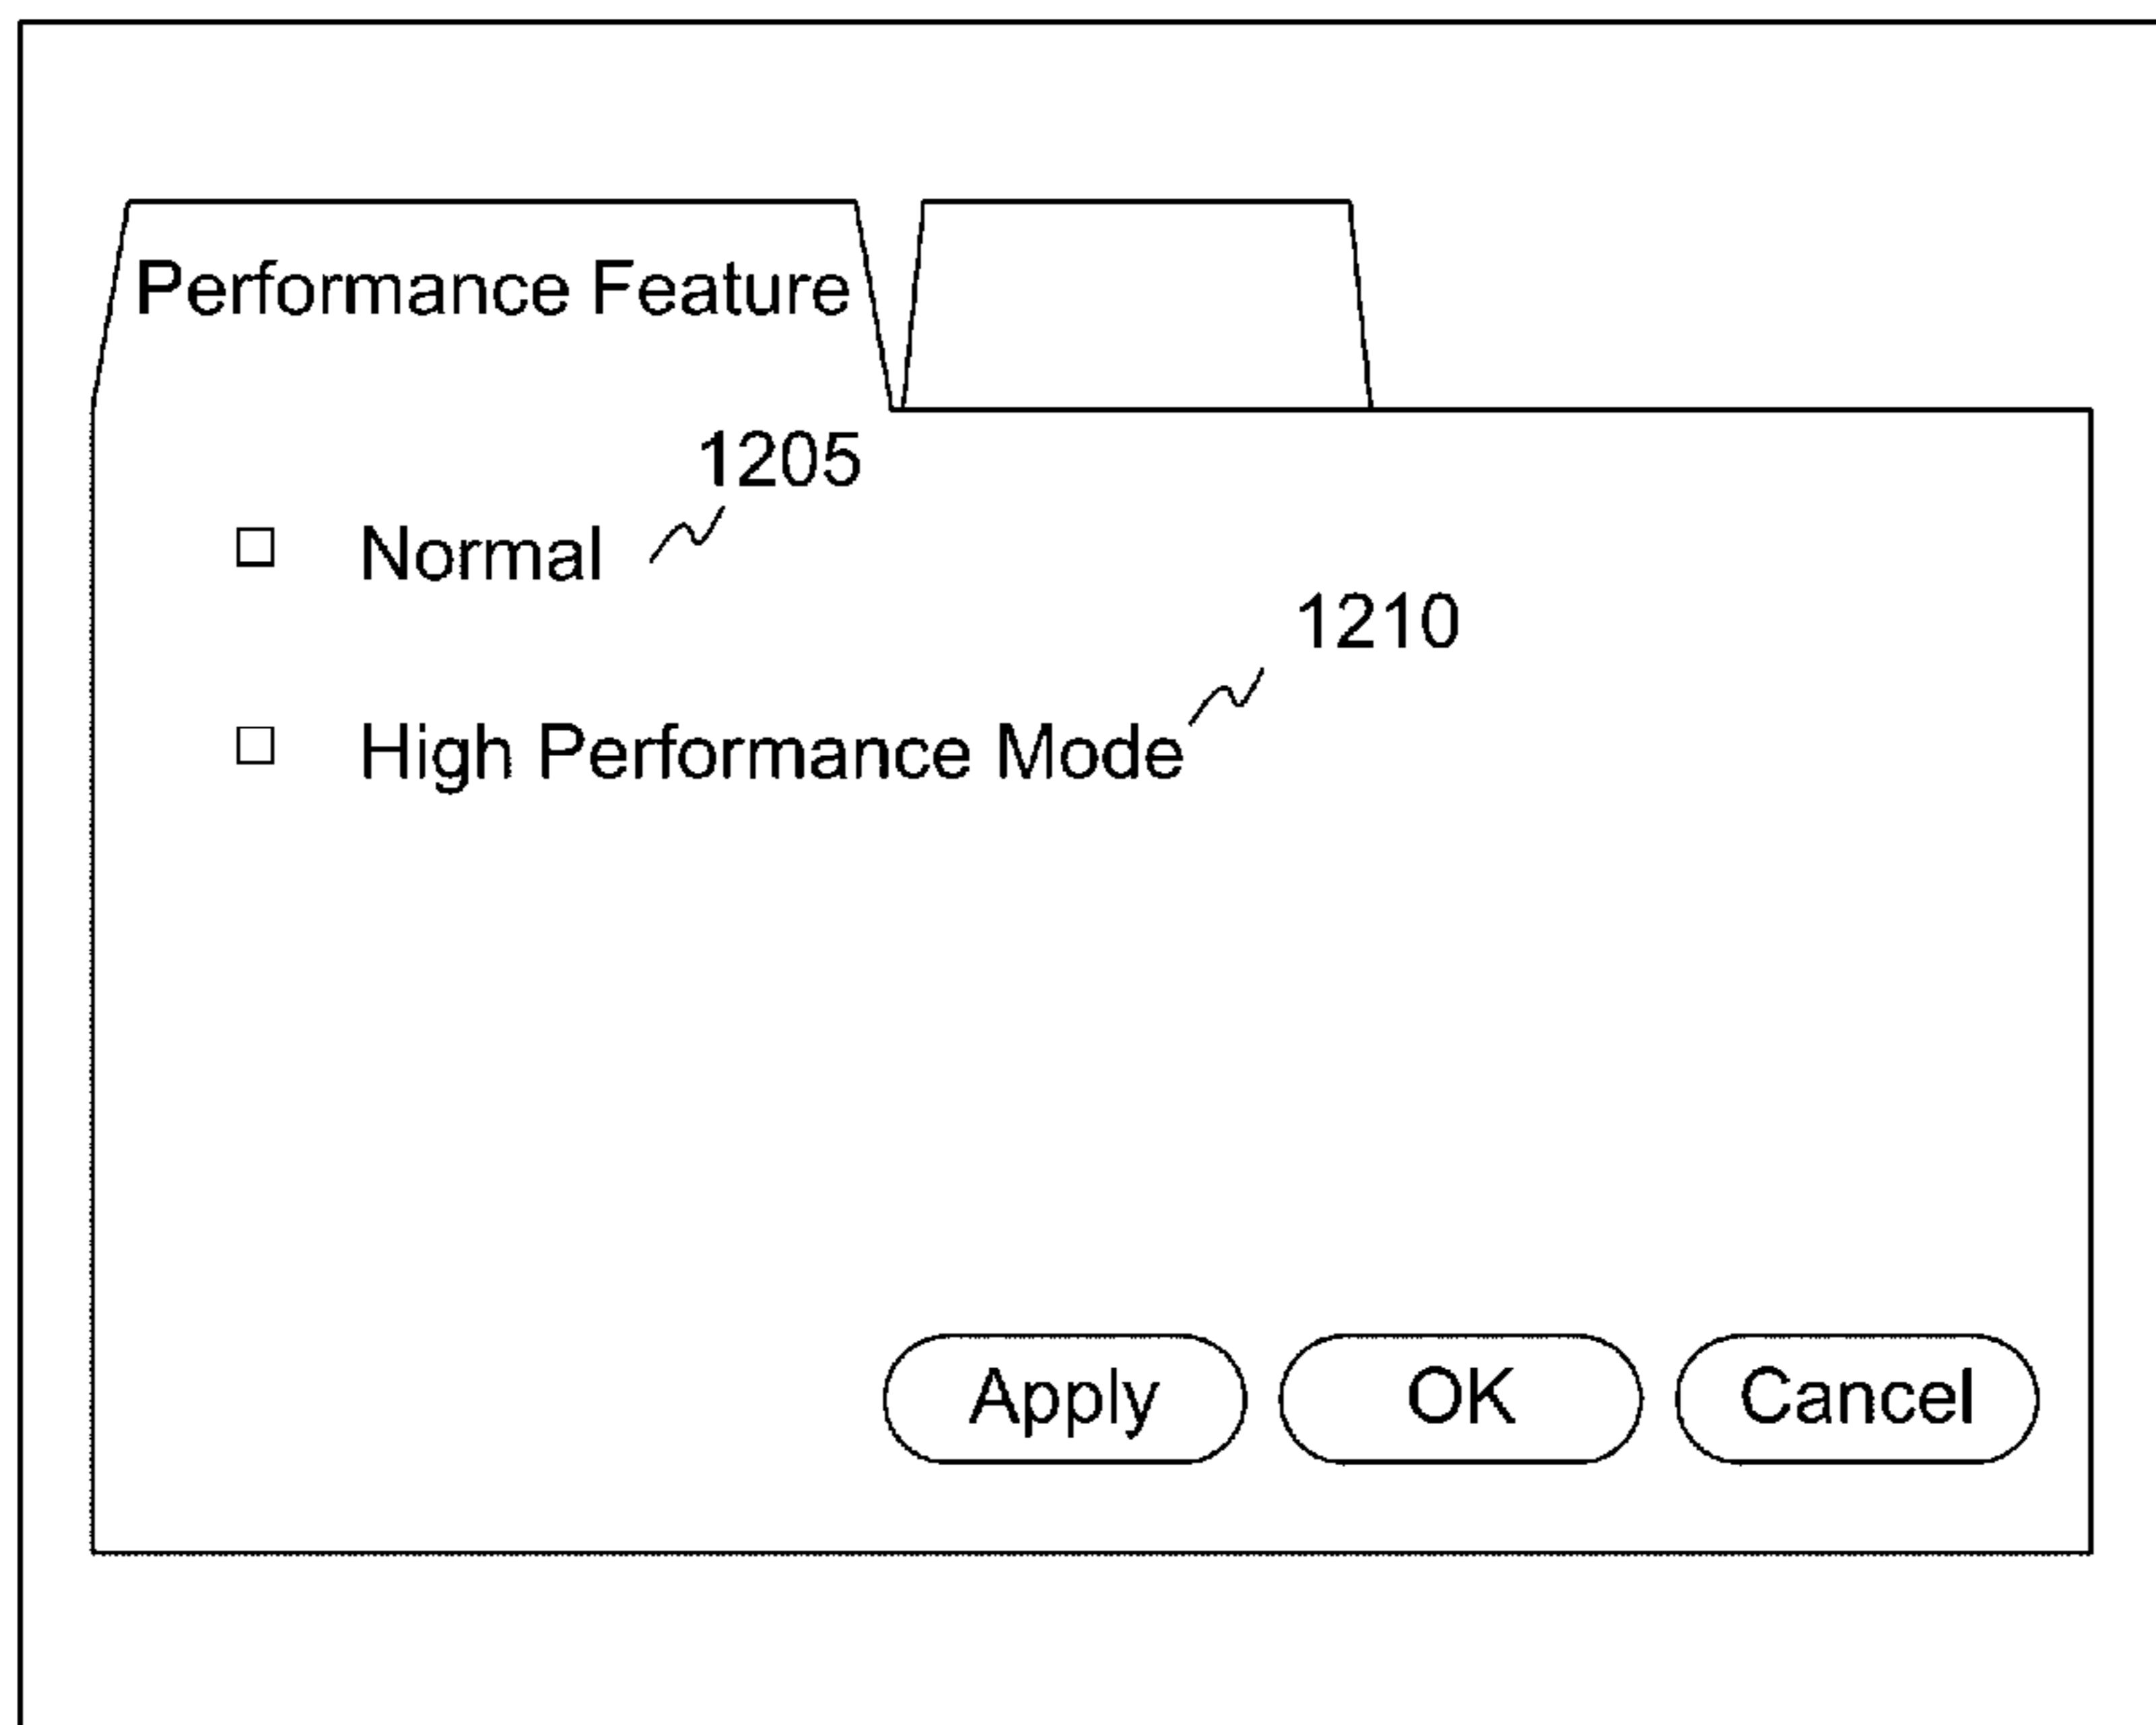 Performance Feature
1205
Normal
1210
High Performance Mode
Apply OK Cancel